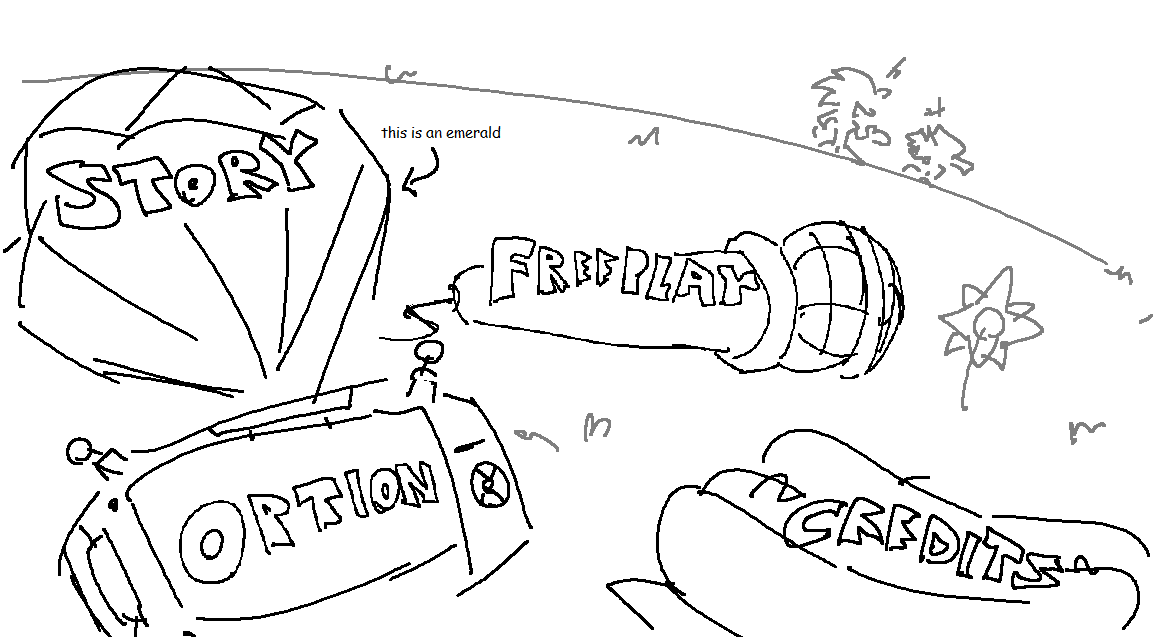 this is an emerald
STORY
FREEPLAY
OPTION
CREDITS